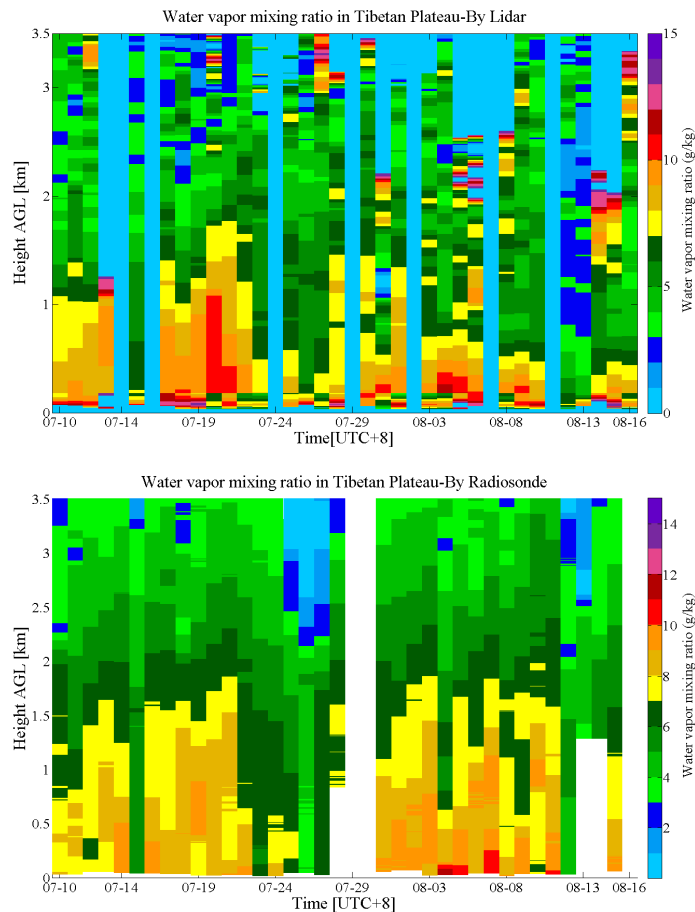 Water vapor mixing ratio in Tibetan Plateau-By Lidar
3.5
3
2
1
0
Height AGL [km]
07-10 07-14 07-19 07-24 07-29 08-03 08-08 08-13 08-16
Time[UTC+8]
15
10
5
0
Water vapor mixing ratio (g/kg)
Water vapor mixing ratio in Tibetan Plateau-By Radiosonde
3.5
3
2.5
2
1.5
1
0.5
0
Height AGL [km]
07-10 07-14 07-19 07-24 07-29 08-03 08-08 08-13 08-16
Time [UTC+8]
14
12
10
8
6
4
2
Water vapor mixing ratio (g/kg)